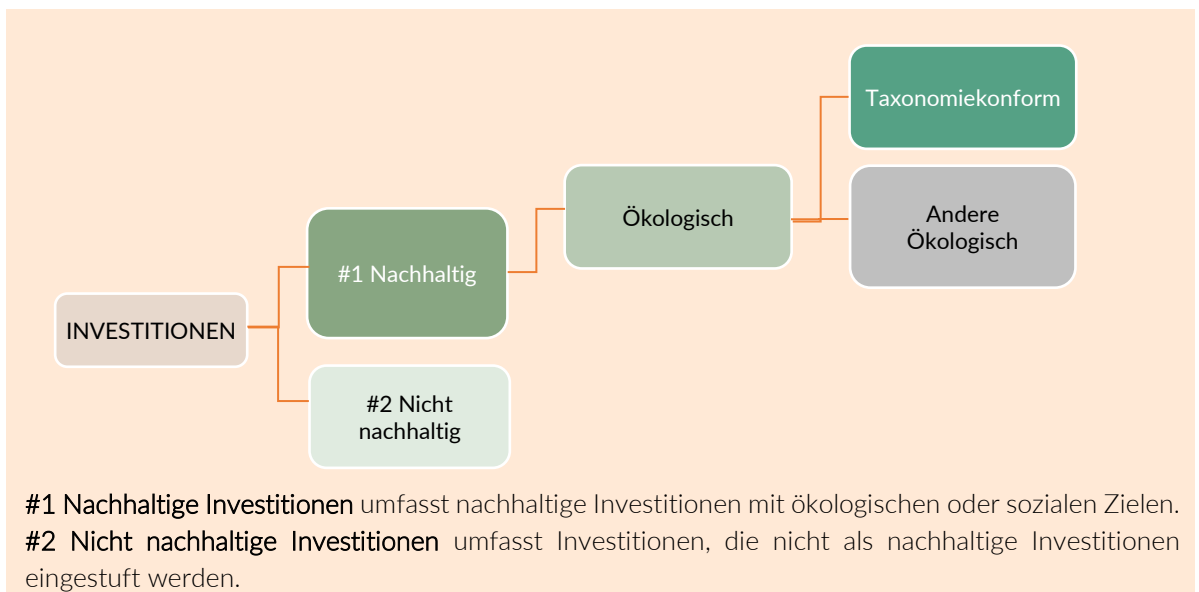 Taxonomiekonform
Andere
Ökologisch
Ökologisch
#1 Nachhaltig
INVESTITIONEN
#2 Nicht
nachhaltig
#1 Nachhaltige Investitionen umfasst nachhaltige Investitionen mit ökologischen oder sozialen Zielen.
#2 Nicht nachhaltige Investitionen umfasst Investitionen, die nicht als nachhaltige Investitionen
eingestuft werden.